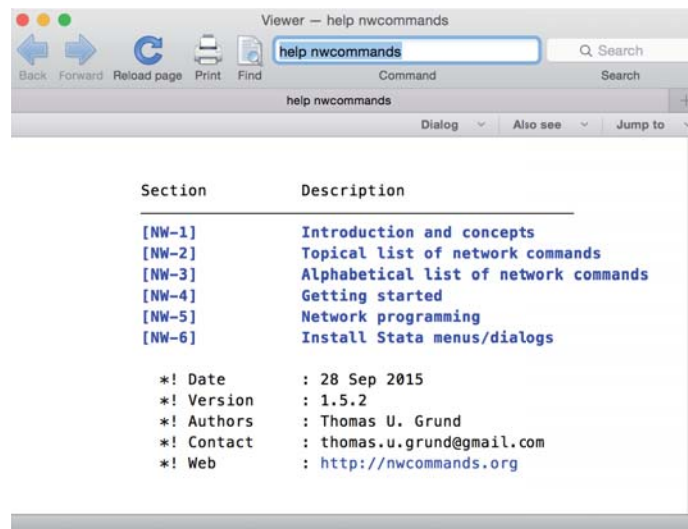 Viewer — help nwcommands
help nwcommands
Search
Back Forward Reload page Print Find Command Search
help nwcommands +
Dialog Also see Jump to
Section Description
[NW-1] Introduction and concepts
[NW-2] Topical list of network commands
[NW-3] Alphabetical list of network commands
[NW-4] Getting started
[NW-5] Network programming
[NW-6] Install Stata menus/dialogs
*! Date : 28 Sep 2015
*! Version : 1.5.2
*! Authors : Thomas U. Grund
*! Contact : thomas.u.grund@gmail.com
*! Web : http://nwcommands.org